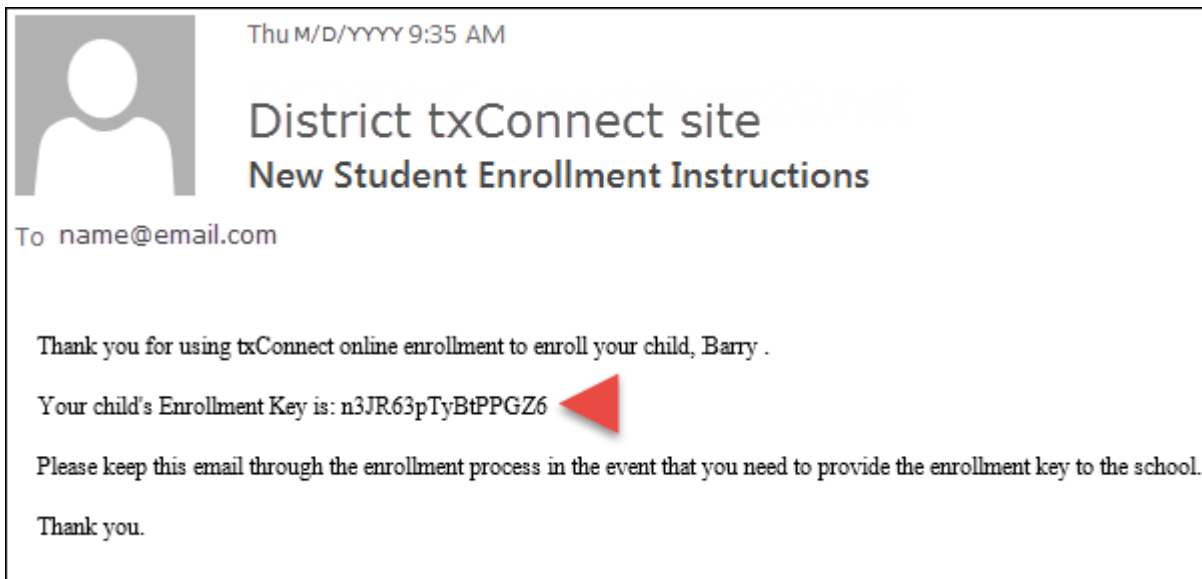 Thu M/D/YYYY 9:35 AM
District txConnect site
New Student Enrollment Instructions
To name@email.com
Thank you for using txConnect online enrollment to enroll your child, Barry .
Your child's Enrollment Key is: n3JR63pTyBtPPGZ6
Please keep this email through the enrollment process in the event that you need to provide the enrollment key to the school.
Thank you.